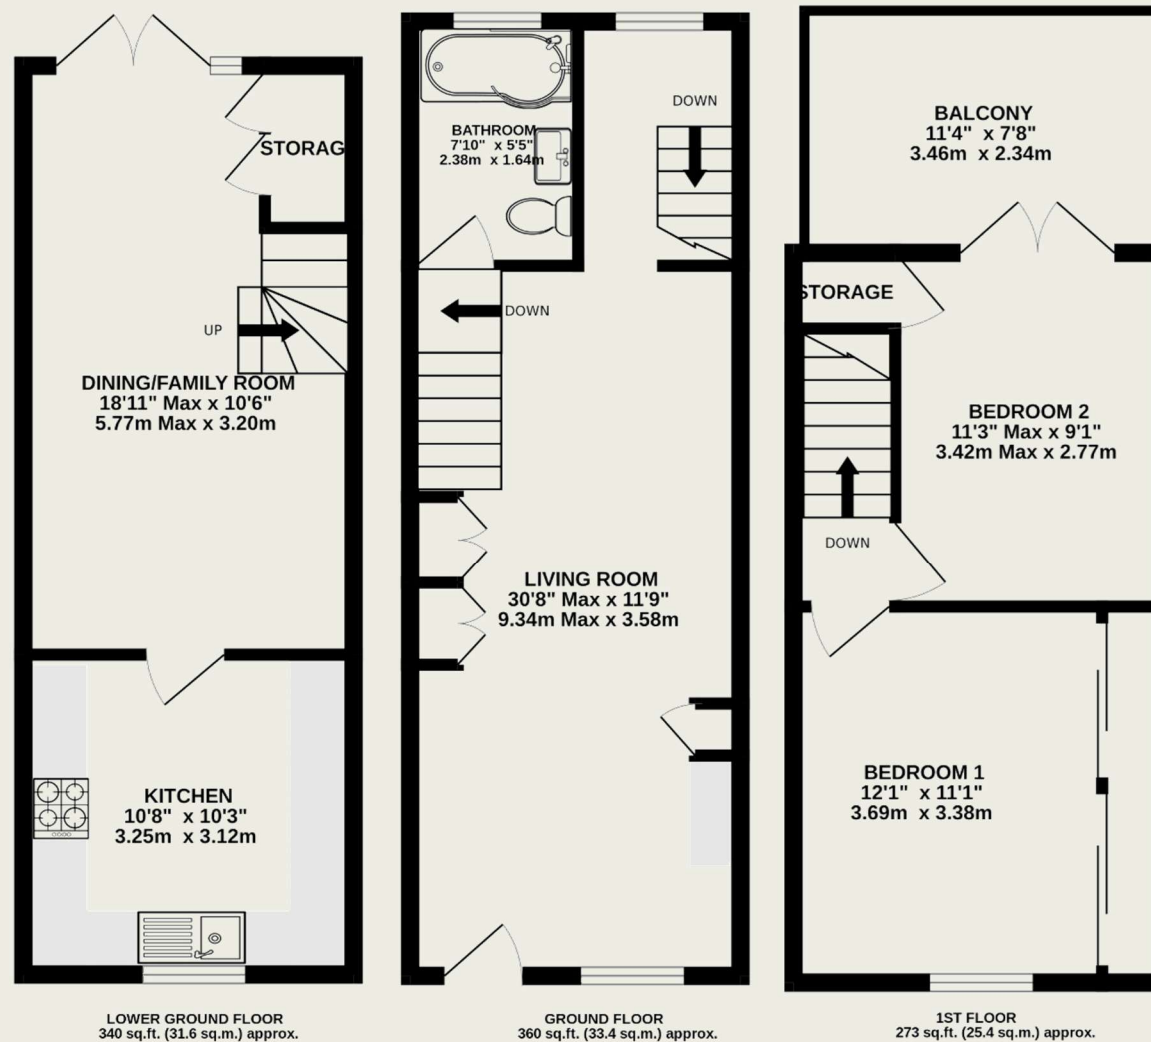 STORAG
UP
DINING/FAMILY ROOM
18'11" Max x 10'6"
5.77m Max x 3.20m
KITCHEN
10'8" x 10'3"
3.25m x 3.12m
LOWER GROUND FLOOR
340 sq.ft. (31.6 sq.m.) approx.
BATHROOM
7'10" x 5'5"
2.38m x 1.64m
DOWN
DOWN
LIVING ROOM
30'8" Max x 11'9"
9.34m Max x 3.58m
GROUND FLOOR
360 sq.ft. (33.4 sq.m.) approx.
BALCONY
11'4" x 7'8"
3.46m x 2.34m
STORAGE
BEDROOM 2
11'3" Max x 9'1"
3.42m Max x 2.77m
DOWN
BEDROOM 1
12'1" x 11'1"
3.69m x 3.38m
1ST FLOOR
273 sq.ft. (25.4 sq.m.) approx.